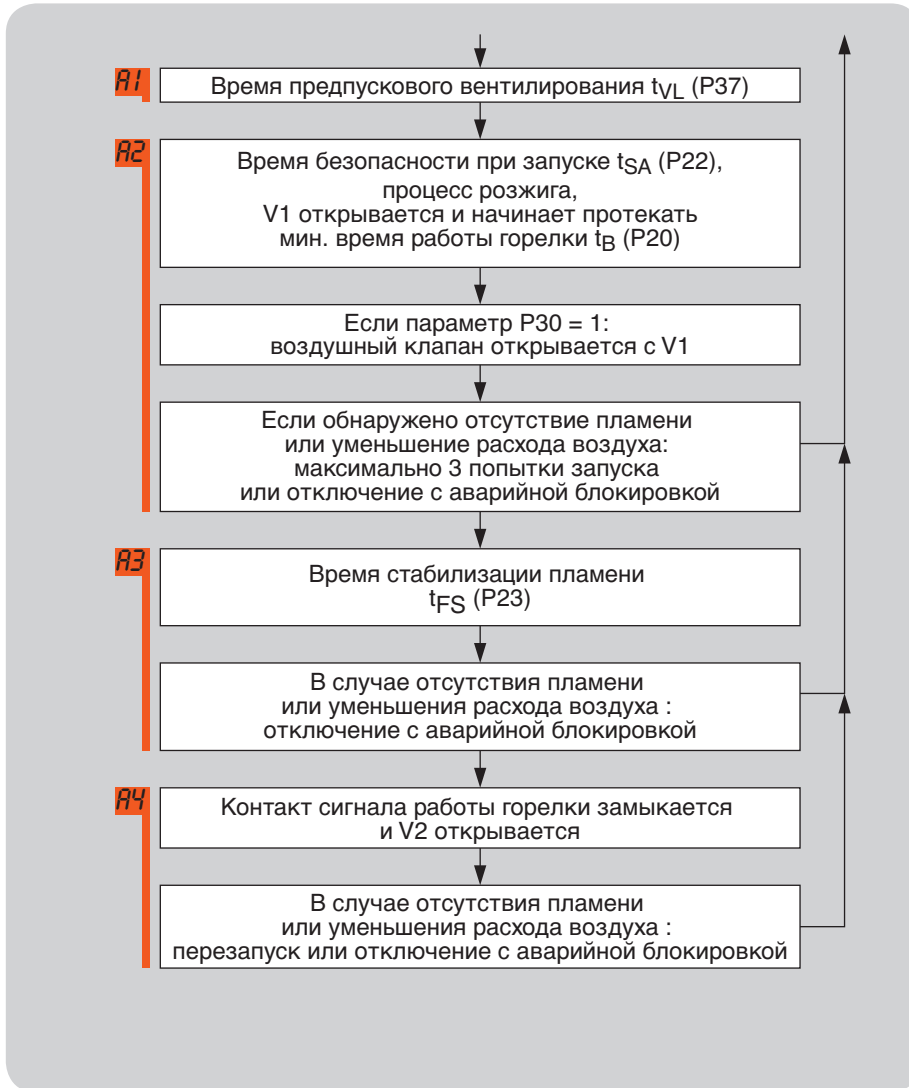 A1
Время предпускового вентилирования tVL (P37)
A2
Время безопасности при запуске tSA (P22),
процесс розжига,
V1 открывается и начинает протекать
мин. время работы горелки tB (P20)
Если параметр P30 = 1:
воздушный клапан открывается с V1
Если обнаружено отсутствие пламени
или уменьшение расхода воздуха:
максимально 3 попытки запуска
или отключение с аварийной блокировкой
A3
Время стабилизации пламени
tFS (P23)
В случае отсутствия пламени
или уменьшения расхода воздуха :
отключение с аварийной блокировкой
A4
Контакт сигнала работы горелки замыкается
и V2 открывается
В случае отсутствия пламени
или уменьшения расхода воздуха :
перезапуск или отключение с аварийной блокировкой